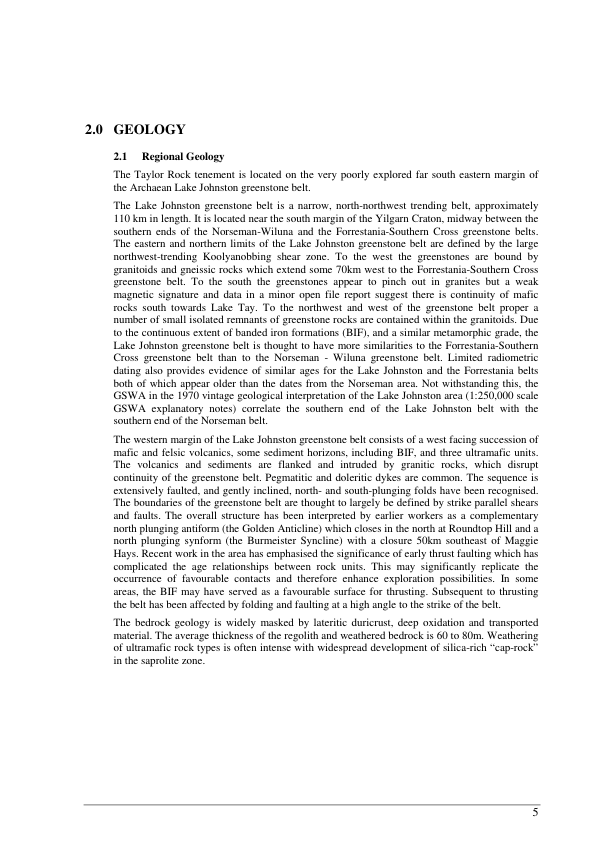 2.0 GEOLOGY
2.1 Regional Geology
The Taylor Rock tenement is located on the very poorly explored far south eastern margin of
the Archaean Lake Johnston greenstone belt.
The Lake Johnston greenstone belt is a narrow, north-northwest trending belt, approximately
110 km in length. It is located near the south margin of the Yilgarn Craton, midway between the
southern ends of the Norseman-Wiluna and the Forrestania-Southern Cross greenstone belts.
The eastern and northern limits of the Lake Johnston greenstone belt are defined by the large
northwest-trending Koolyanobbing shear zone. To the west the greenstones are bound by
granitoids and gneissic rocks which extend some 70km west to the Forrestania-Southern Cross
greenstone belt. To the south the greenstones appear to pinch out in granites but a weak
magnetic signature and data in a minor open file report suggest there is continuity of mafic
rocks south towards Lake Tay. To the northwest and west of the greenstone belt proper a
number of small isolated remnants of greenstone rocks are contained within the granitoids. Due
to the continuous extent of banded iron formations (BIF), and a similar metamorphic grade, the
Lake Johnston greenstone belt is thought to have more similarities to the Forrestania-Southern
Cross greenstone belt than to the Norseman - Wiluna greenstone belt. Limited radiometric
dating also provides evidence of similar ages for the Lake Johnston and the Forrestania belts
both of which appear older than the dates from the Norseman area. Not withstanding this, the
GSWA in the 1970 vintage geological interpretation of the Lake Johnston area (1:250,000 scale
GSWA explanatory notes) correlate the southern end of the Lake Johnston belt with the
southern end of the Norseman belt.
The western margin of the Lake Johnston greenstone belt consists of a west facing succession of
mafic and felsic volcanics, some sediment horizons, including BIF, and three ultramafic units.
The volcanics and sediments are flanked and intruded by granitic rocks, which disrupt
continuity of the greenstone belt. Pegmatitic and doleritic dykes are common. The sequence is
extensively faulted, and gently inclined, north- and south-plunging folds have been recognised.
The boundaries of the greenstone belt are thought to largely be defined by strike parallel shears
and faults. The overall structure has been interpreted by earlier workers as a complementary
north plunging antiform (the Golden Anticline) which closes in the north at Roundtop Hill and a
north plunging synform (the Burmeister Syncline) with a closure 50km southeast of Maggie
Hays. Recent work in the area has emphasised the significance of early thrust faulting which has
complicated the age relationships between rock units. This may significantly replicate the
occurrence of favourable contacts and therefore enhance exploration possibilities. In some
areas, the BIF may have served as a favourable surface for thrusting. Subsequent to thrusting
the belt has been affected by folding and faulting at a high angle to the strike of the belt.
The bedrock geology is widely masked by lateritic duricrust, deep oxidation and transported
material. The average thickness of the regolith and weathered bedrock is 60 to 80m. Weathering
of ultramafic rock types is often intense with widespread development of silica-rich “cap-rock”
in the saprolite zone.
5